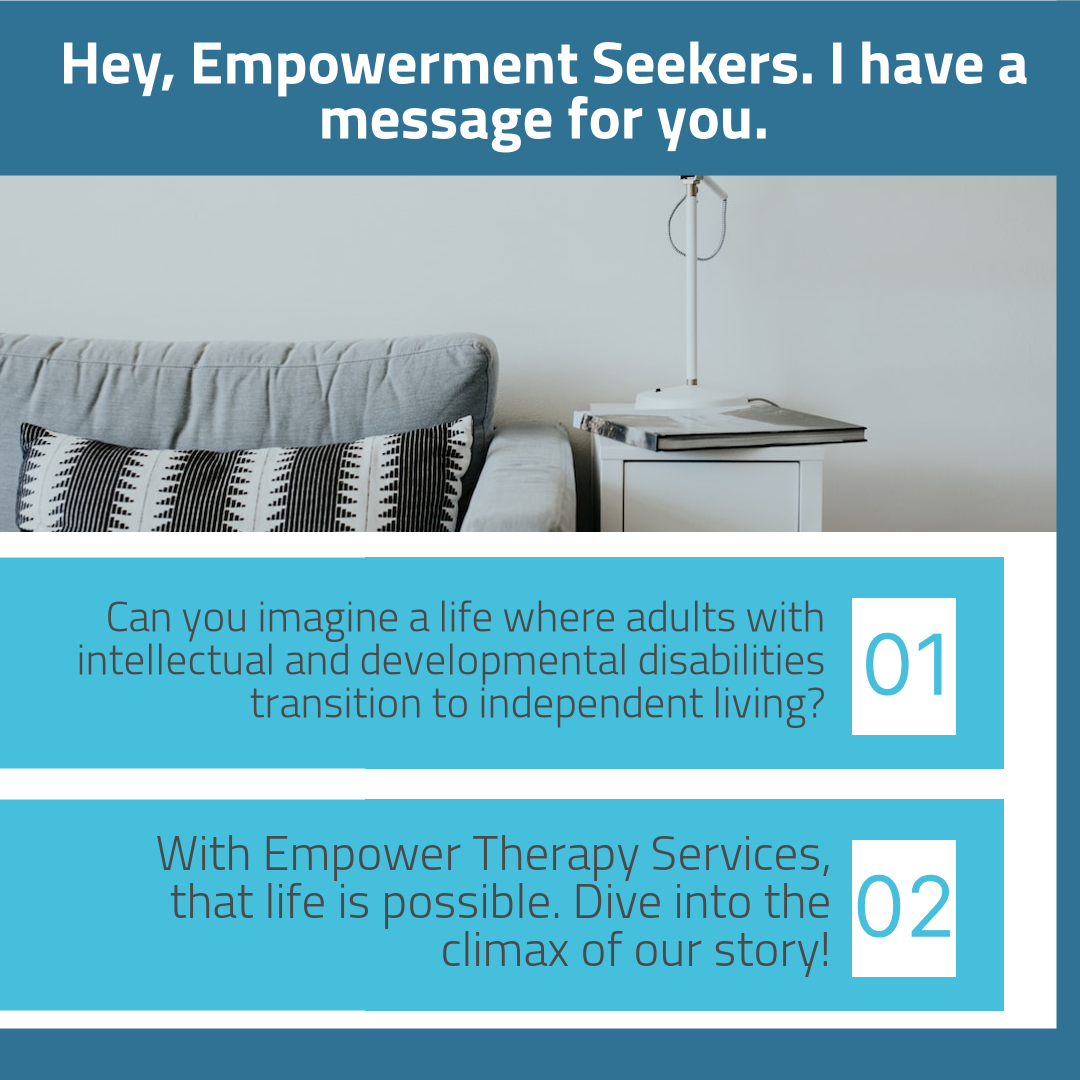 Hey, Empowerment Seekers. I have a
message for you.
Can you imagine a life where adults with
intellectual and developmental disabilities
transition to independent living?
01
With Empower Therapy Services,
that life is possible. Dive into the
climax of our story!
02